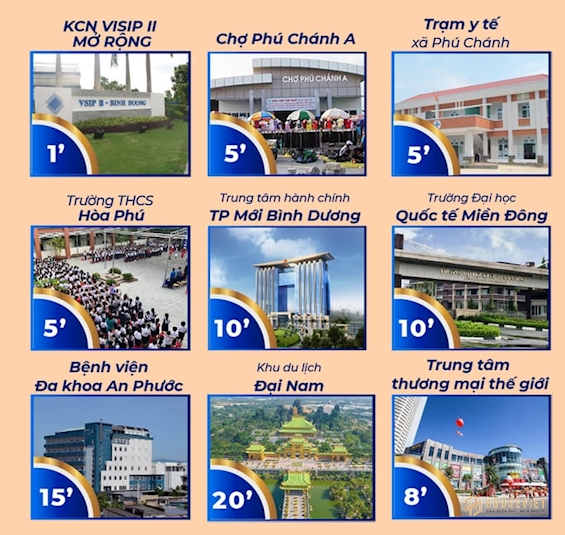 KCN VISIP II
MỞ RỘNG
VSIP II - BINH DUONG
1’
Chợ Phú Chánh A
CHỢ PHÚ CHÁNH A
5’
Trạm y tế
xã Phú Chánh
5’
Trường THCS
Hòa Phú
5’
Trung tâm hành chính
TP Mới Bình Dương
10’
Trường Đại học
Quốc tế Miền Đông
10’
Bệnh viện
Đa khoa An Phước
15’
Khu du lịch
Đại Nam
20’
Trung tâm
thương mại thế giới
8’